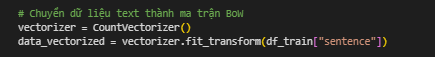 # Chuyển dữ liệu text thành ma trận BoW
vectorizer = CountVectorizer()
data_vectorized = vectorizer.fit_transform(df_train["sentence"])